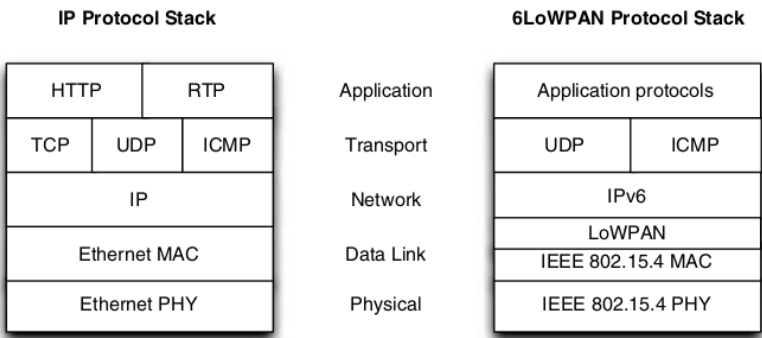 IP Protocol Stack
6LoWPAN Protocol Stack
HTTP RTP Application Application protocols
TCP UDP ICMP Transport UDP ICMP
IP Network IPv6
LoWPAN
Ethernet MAC Data Link IEEE 802.15.4 MAC
Ethernet PHY Physical IEEE 802.15.4 PHY